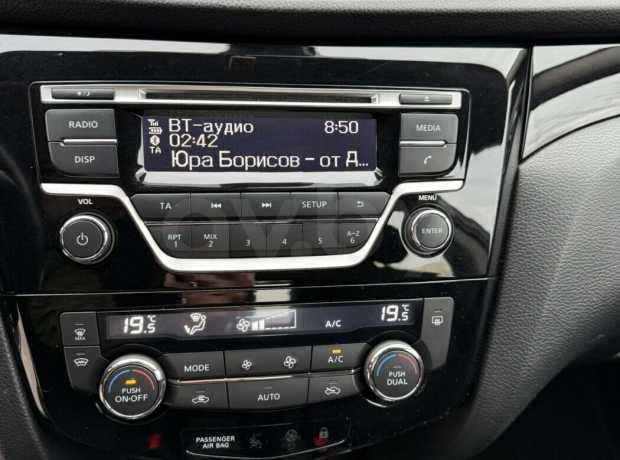 RADIO
MEDIA
DISP
BT-аудио 8:50
02:42
TA
Юра Борисов - от Д...
VOL
TA
SETUP
MENU
RPT 1
MIX 2
3
4
5
A-Z 6
ENTER
19.5°C
A/C
19.5°C
MAX
MODE
A/C
PUSH ON·OFF
AUTO
PUSH DUAL
PASSENGER AIR BAG